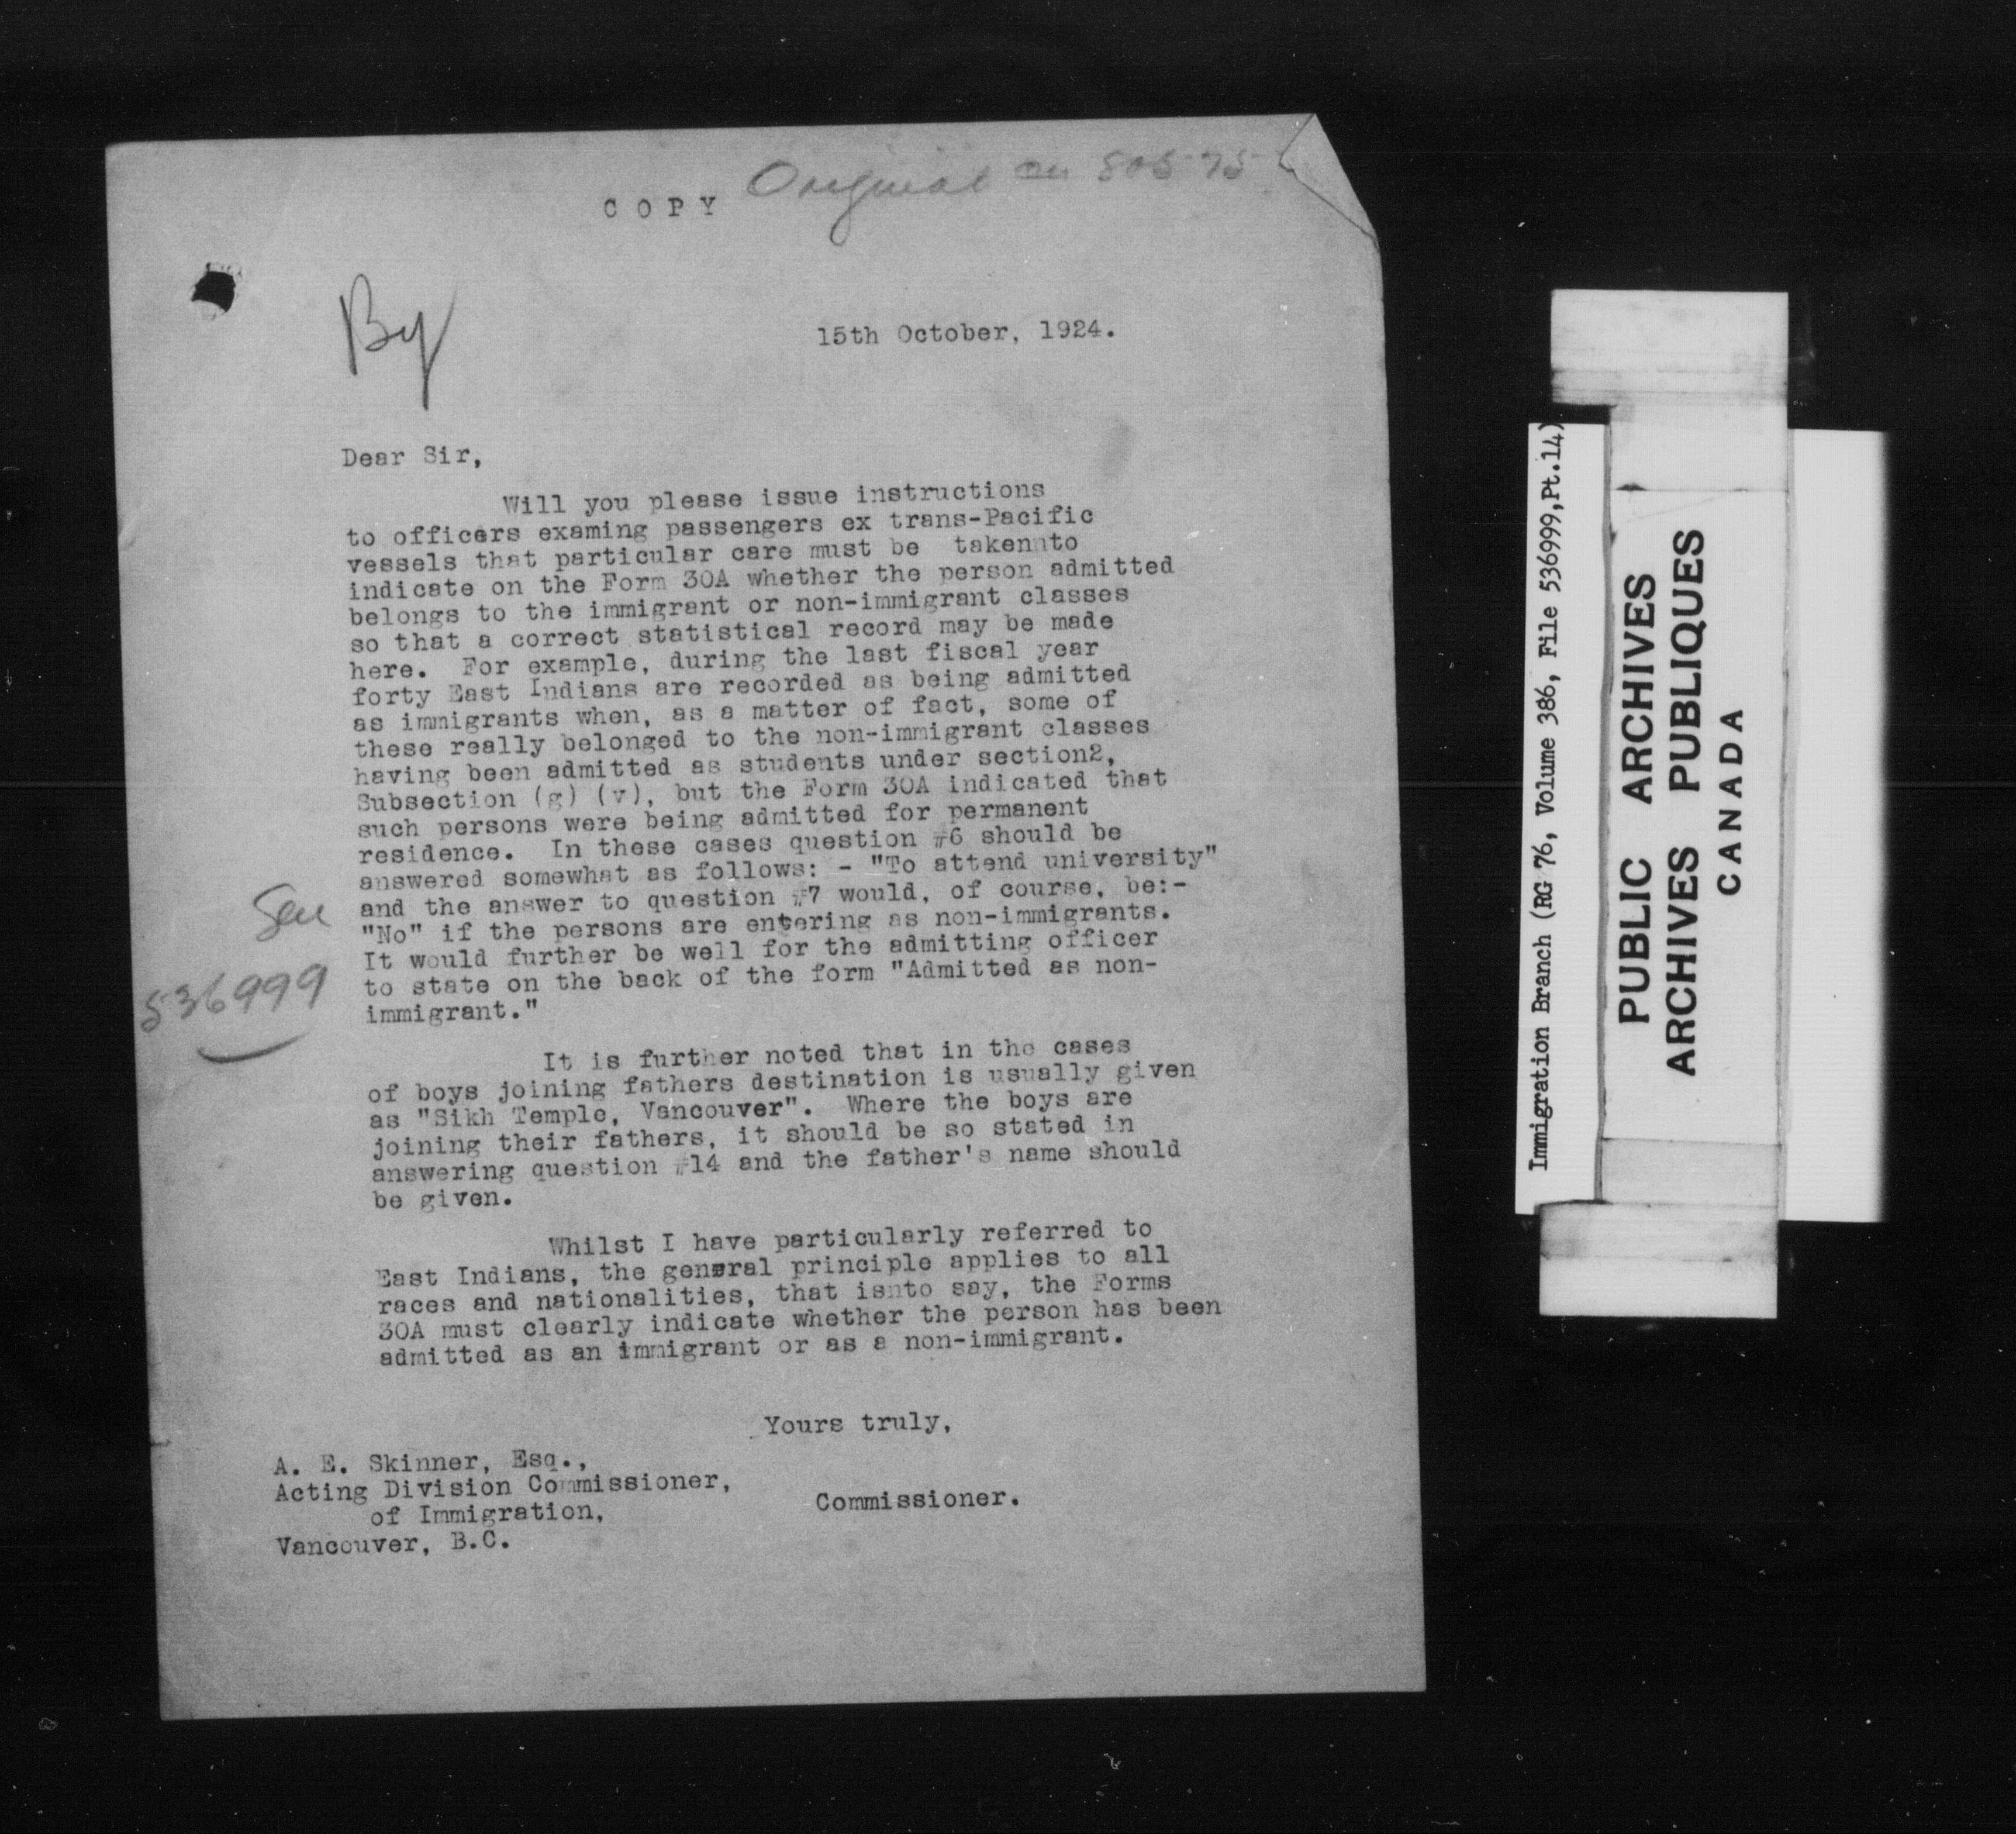 COPY Original on 80575
By
15th October, 1924.
Dear Sir,
Will you please issue instructions
to officers examing passengers ex trans-Pacific
vessels that particular care must be takennto
indicate on the Form 30A whether the person admitted
belongs to the immigrant or non-immigrant classes
so that a correct statistical record may be made
here. For example, during the last fiscal year
forty East Indians are recorded as being admitted
as immigrants when, as a matter of fact, some of
these really belonged to the non-immigrant classes
having been admitted as students under section2,
Subsection (g) (v), but the Form 30A indicated that
such persons were being admitted for permanent
residence. In these cases question #6 should be
answered somewhat as follows: - "To attend university"
and the answer to question #7 would, of course, be:-
"No" if the persons are entering as non-immigrants.
It would further be well for the admitting officer
to state on the back of the form "Admitted as non-
immigrant."
536999
It is further noted that in the cases
of boys joining fathers destination is usually given
as "Sikh Temple, Vancouver". Where the boys are
joining their fathers, it should be so stated in
answering question #14 and the father's name should
be given.
Whilst I have particularly referred to
East Indians, the general principle applies to all
races and nationalities, that isnto say, the Forms
30A must clearly indicate whether the person has been
admitted as an immigrant or as a non-immigrant.
Yours truly,
A. E. Skinner, Esq.,
Acting Division Commissioner,
of Immigration,
Vancouver, B.C.
Commissioner.
Immigration Branch (RG 76, Volume 386, File 536999,Pt.14)
PUBLIC ARCHIVES
ARCHIVES PUBLIQUES
CANADA